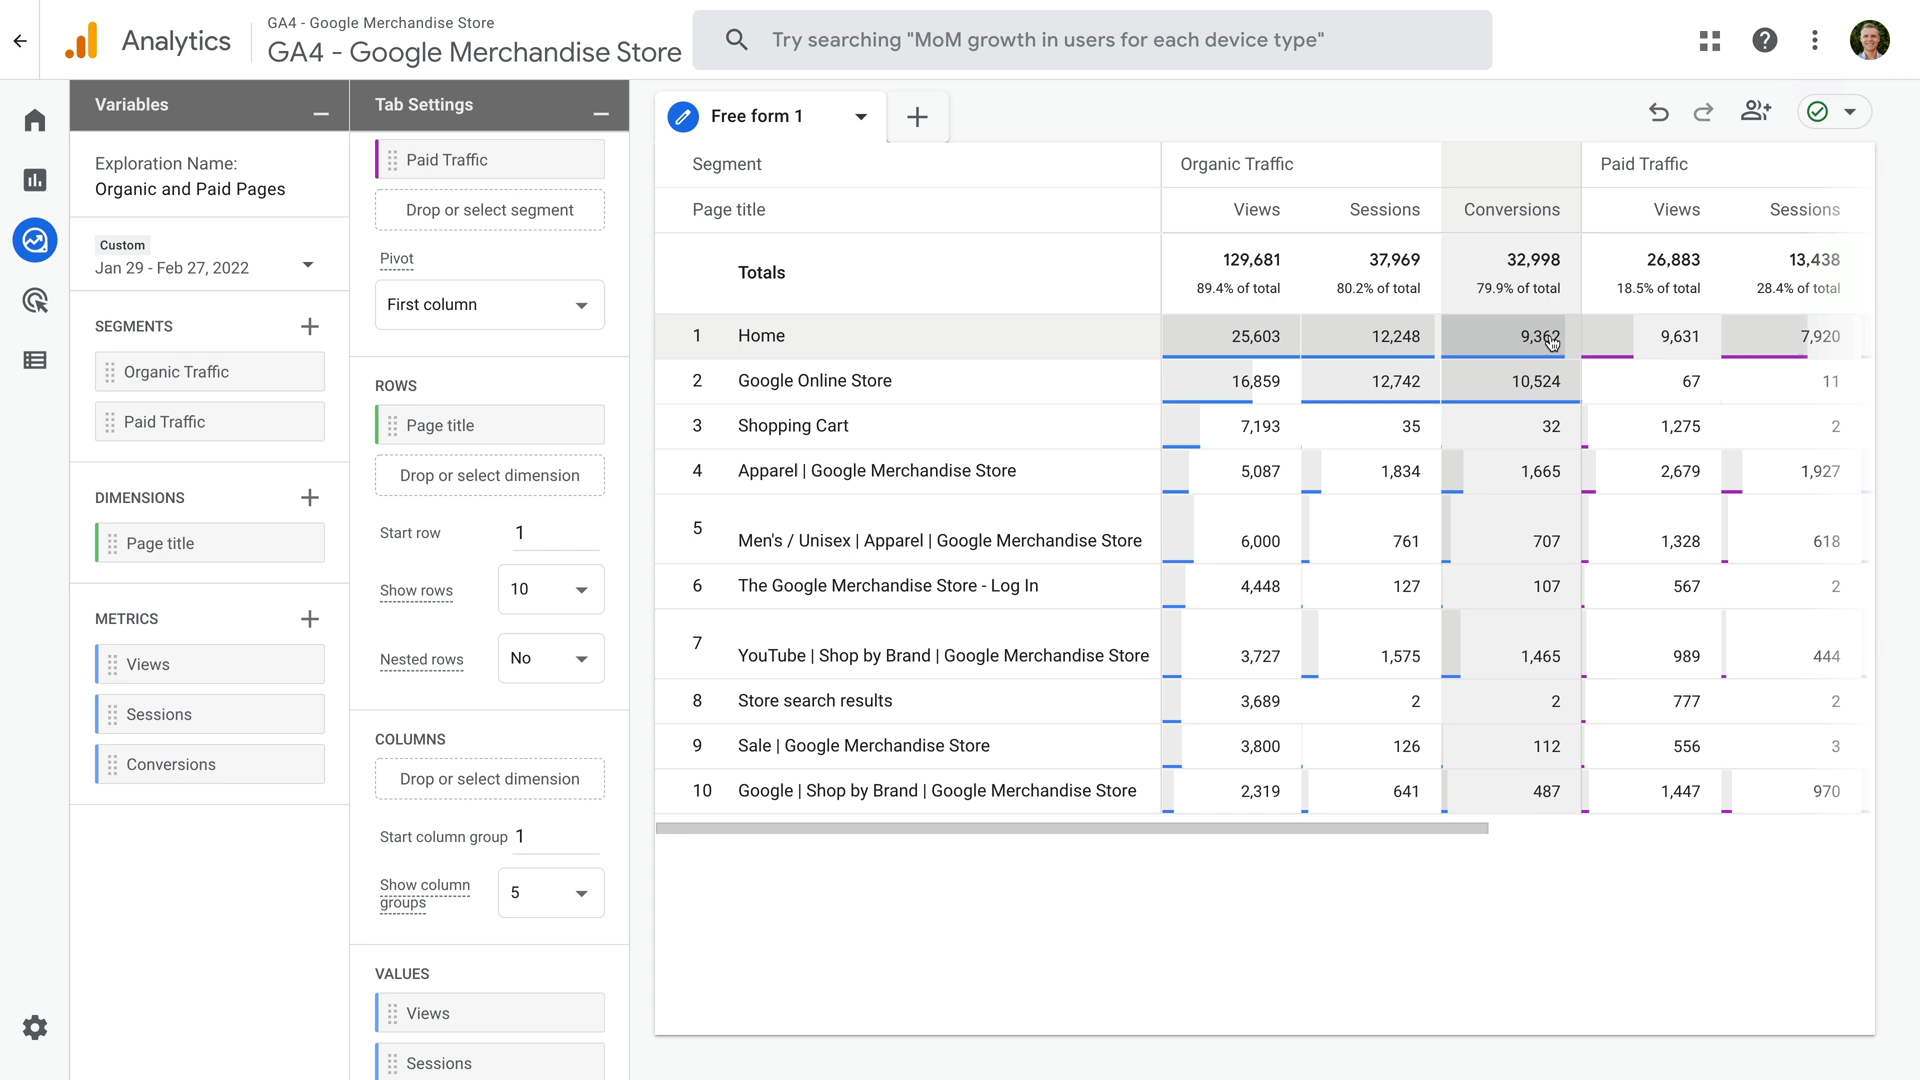 Analytics
GA4 - Google Merchandise Store
GA4 - Google Merchandise Store
Try searching "MoM growth in users for each device type"
Variables
Exploration Name:
Organic and Paid Pages
Custom
Jan 29 - Feb 27, 2022
SEGMENTS
Organic Traffic
Paid Traffic
DIMENSIONS
Page title
METRICS
Views
Sessions
Conversions
Tab Settings
Paid Traffic
Drop or select segment
Pivot
First column
ROWS
Page title
Drop or select dimension
Start row 1
Show rows 10
Nested rows No
COLUMNS
Drop or select dimension
Start column group 1
Show column
groups 5
VALUES
Views
Sessions
Free form 1
Segment Organic Traffic Paid Traffic
Page title Views Sessions Conversions Views Sessions
Totals 129,681 37,969 32,998 26,883 13,438
89.4% of total 80.2% of total 79.9% of total 18.5% of total 28.4% of total
1 Home 25,603 12,248 9,362 9,631 7,920
2 Google Online Store 16,859 12,742 10,524 67 11
3 Shopping Cart 7,193 35 32 1,275 2
4 Apparel | Google Merchandise Store 5,087 1,834 1,665 2,679 1,927
5 Men's / Unisex | Apparel | Google Merchandise Store 6,000 761 707 1,328 618
6 The Google Merchandise Store - Log In 4,448 127 107 567 2
7 YouTube | Shop by Brand | Google Merchandise Store 3,727 1,575 1,465 989 444
8 Store search results 3,689 2 2 777 2
9 Sale | Google Merchandise Store 3,800 126 112 556 3
10 Google | Shop by Brand | Google Merchandise Store 2,319 641 487 1,447 970